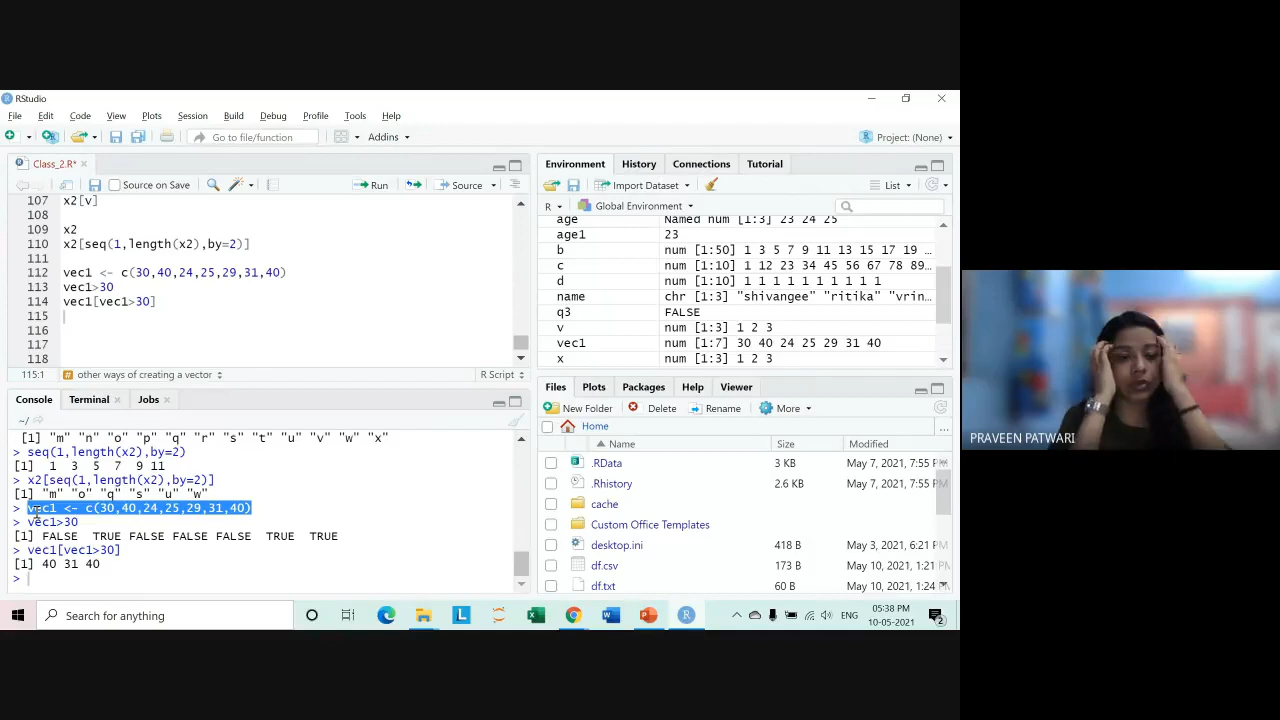 RStudio
File Edit Code View Plots Session Build Debug Profile Tools Help
Go to file/function Addins Project: (None)
Class_2.R*
Source on Save Run Source
107 x2[v]
108
109 x2
110 x2[seq(1,length(x2),by=2)]
111
112 vec1 <- c(30,40,24,25,29,31,40)
113 vec1>30
114 vec1[vec1>30]
115
116
117
118
115:1 # other ways of creating a vector R Script
Console Terminal Jobs
~/
[1] "m" "n" "o" "p" "q" "r" "s" "t" "u" "v" "w" "x"
> seq(1,length(x2),by=2)
[1] 1 3 5 7 9 11
> x2[seq(1,length(x2),by=2)]
[1] "m" "o" "q" "s" "u" "w"
> vec1 <- c(30,40,24,25,29,31,40)
> vec1>30
[1] FALSE TRUE FALSE FALSE FALSE TRUE TRUE
> vec1[vec1>30]
[1] 40 31 40
>
Environment History Connections Tutorial
Import Dataset List
R Global Environment
age Named num [1:3] 23 24 25
age1 23
b num [1:50] 1 3 5 7 9 11 13 15 17 19 …
c num [1:10] 1 12 23 34 45 56 67 78 89…
d num [1:10] 1 1 1 1 1 1 1 1 1 1
name chr [1:3] "shivangee" "ritika" "vrin…
q3 FALSE
v num [1:3] 1 2 3
vec1 num [1:7] 30 40 24 25 29 31 40
x num [1:3] 1 2 3
Files Plots Packages Help Viewer
New Folder Delete Rename More
Home ...
Name Size Modified
.RData 3 KB May 7, 2021, 7:55 P
.Rhistory 2.6 KB May 7, 2021, 7:55 P
cache
Custom Office Templates
desktop.ini 418 B May 3, 2021, 6:21 P
df.csv 173 B May 10, 2021, 1:21
df.txt 60 B May 10, 2021, 1:24
PRAVEEN PATWARI
Search for anything
ENG
05:38 PM
10-05-2021
2